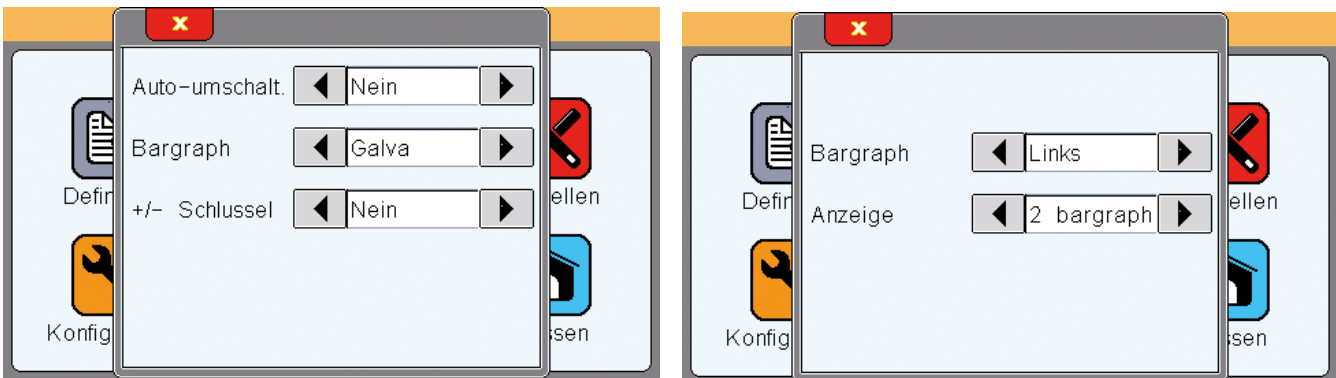 x
Auto-umschalt. Nein
Bargraph Galva
+/- Schlussel Nein
Defin
ellen
Konfig
ssen
x
Bargraph Links
Anzeige 2 bargraph
Defin
ellen
Konfig
ssen